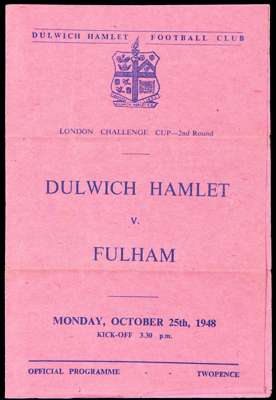 DULWICH HAMLET FOOTBALL CLUB
LONDON CHALLENGE CUP—2nd Round
DULWICH HAMLET
v.
FULHAM
MONDAY, OCTOBER 25th, 1948
KICK-OFF 3.30 p.m.
OFFICIAL PROGRAMME TWOPENCE